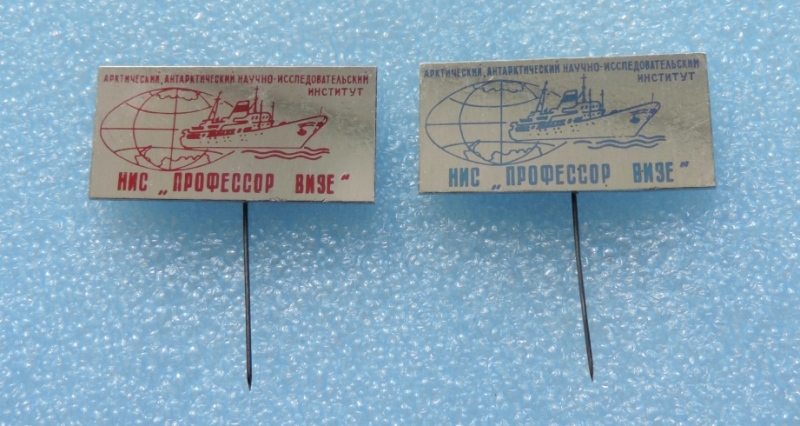 АРКТИЧЕСКИЙ, АНТАРКТИЧЕСКИЙ НАУЧНО-ИССЛЕДОВАТЕЛЬСКИЙ
ИНСТИТУТ
НИС „ПРОФЕССОР ВИЗЕ"
АРКТИЧЕСКИЙ, АНТАРКТИЧЕСКИЙ НАУЧНО-ИССЛЕДОВАТЕЛЬСКИЙ
ИНСТИТУТ
НИС „ПРОФЕССОР ВИЗЕ"